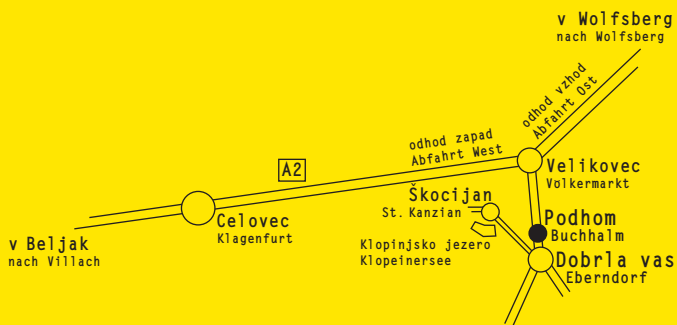 v Wolfsberg
nach Wolfsberg
odhod vzhod
Abfahrt Ost
odhod zapad
Abfahrt West
A2
Velikovec
Völkermarkt
Škocijan
St. Kanzian
Celovec
Klagenfurt
Podhom
Buchhalm
v Beljak
nach Villach
Klopinjsko jezero
Klopeinersee
Dobrla vas
Eberndorf